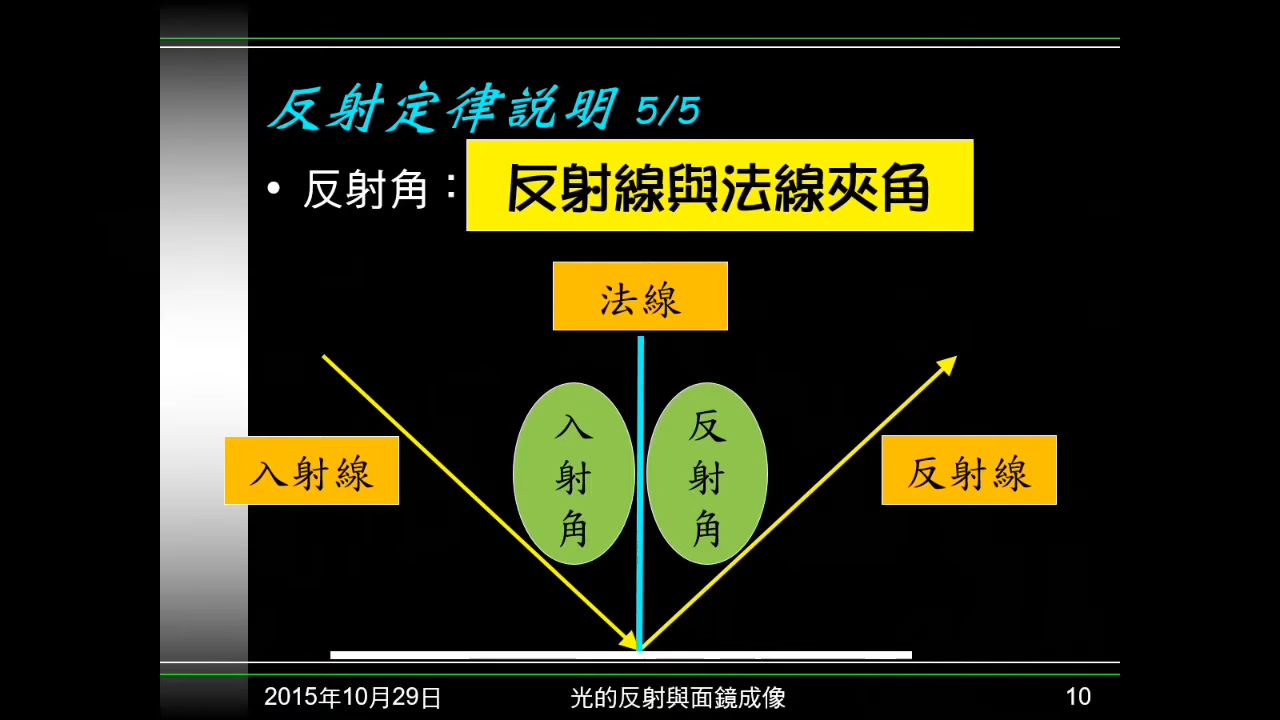 反射定律説明 5/5
• 反射角：反射線與法線夾角
法線
入射線
入射角
反射角
反射線
2015年10月29日 光的反射與面鏡成像 10